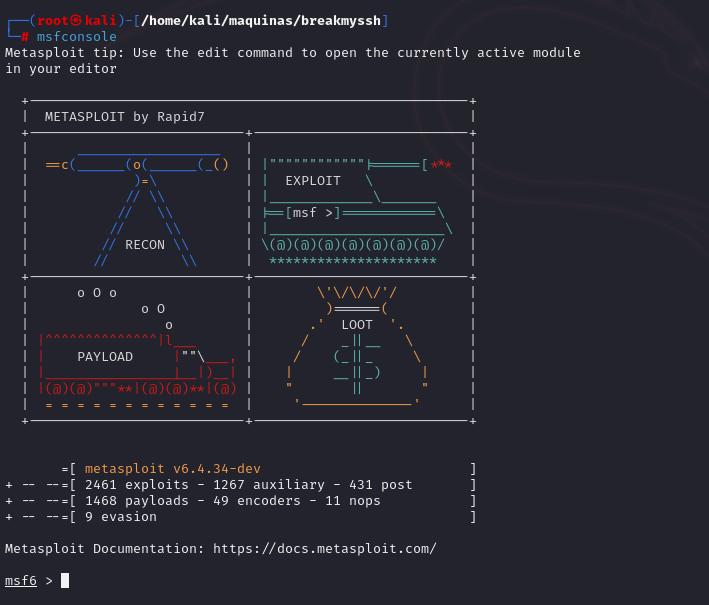 ┌──(root㉿kali)-[/home/kali/maquinas/breakmyssh]
└─# msfconsole
Metasploit tip: Use the edit command to open the currently active module
in your editor
METASPLOIT by Rapid7
==c(______(o(______(_()
EXPLOIT
==[msf >]============\
RECON
\(@)(@)(@)(@)(@)(@)(@)/
*********************
o O o
o O
o
LOOT
PAYLOAD
|(@)(@)"""**|(@)(@)**|(@)
= = = = = = = = = = = =
=[ metasploit v6.4.34-dev ]
+ -- --=[ 2461 exploits - 1267 auxiliary - 431 post ]
+ -- --=[ 1468 payloads - 49 encoders - 11 nops ]
+ -- --=[ 9 evasion ]
Metasploit Documentation: https://docs.metasploit.com/
msf6 >